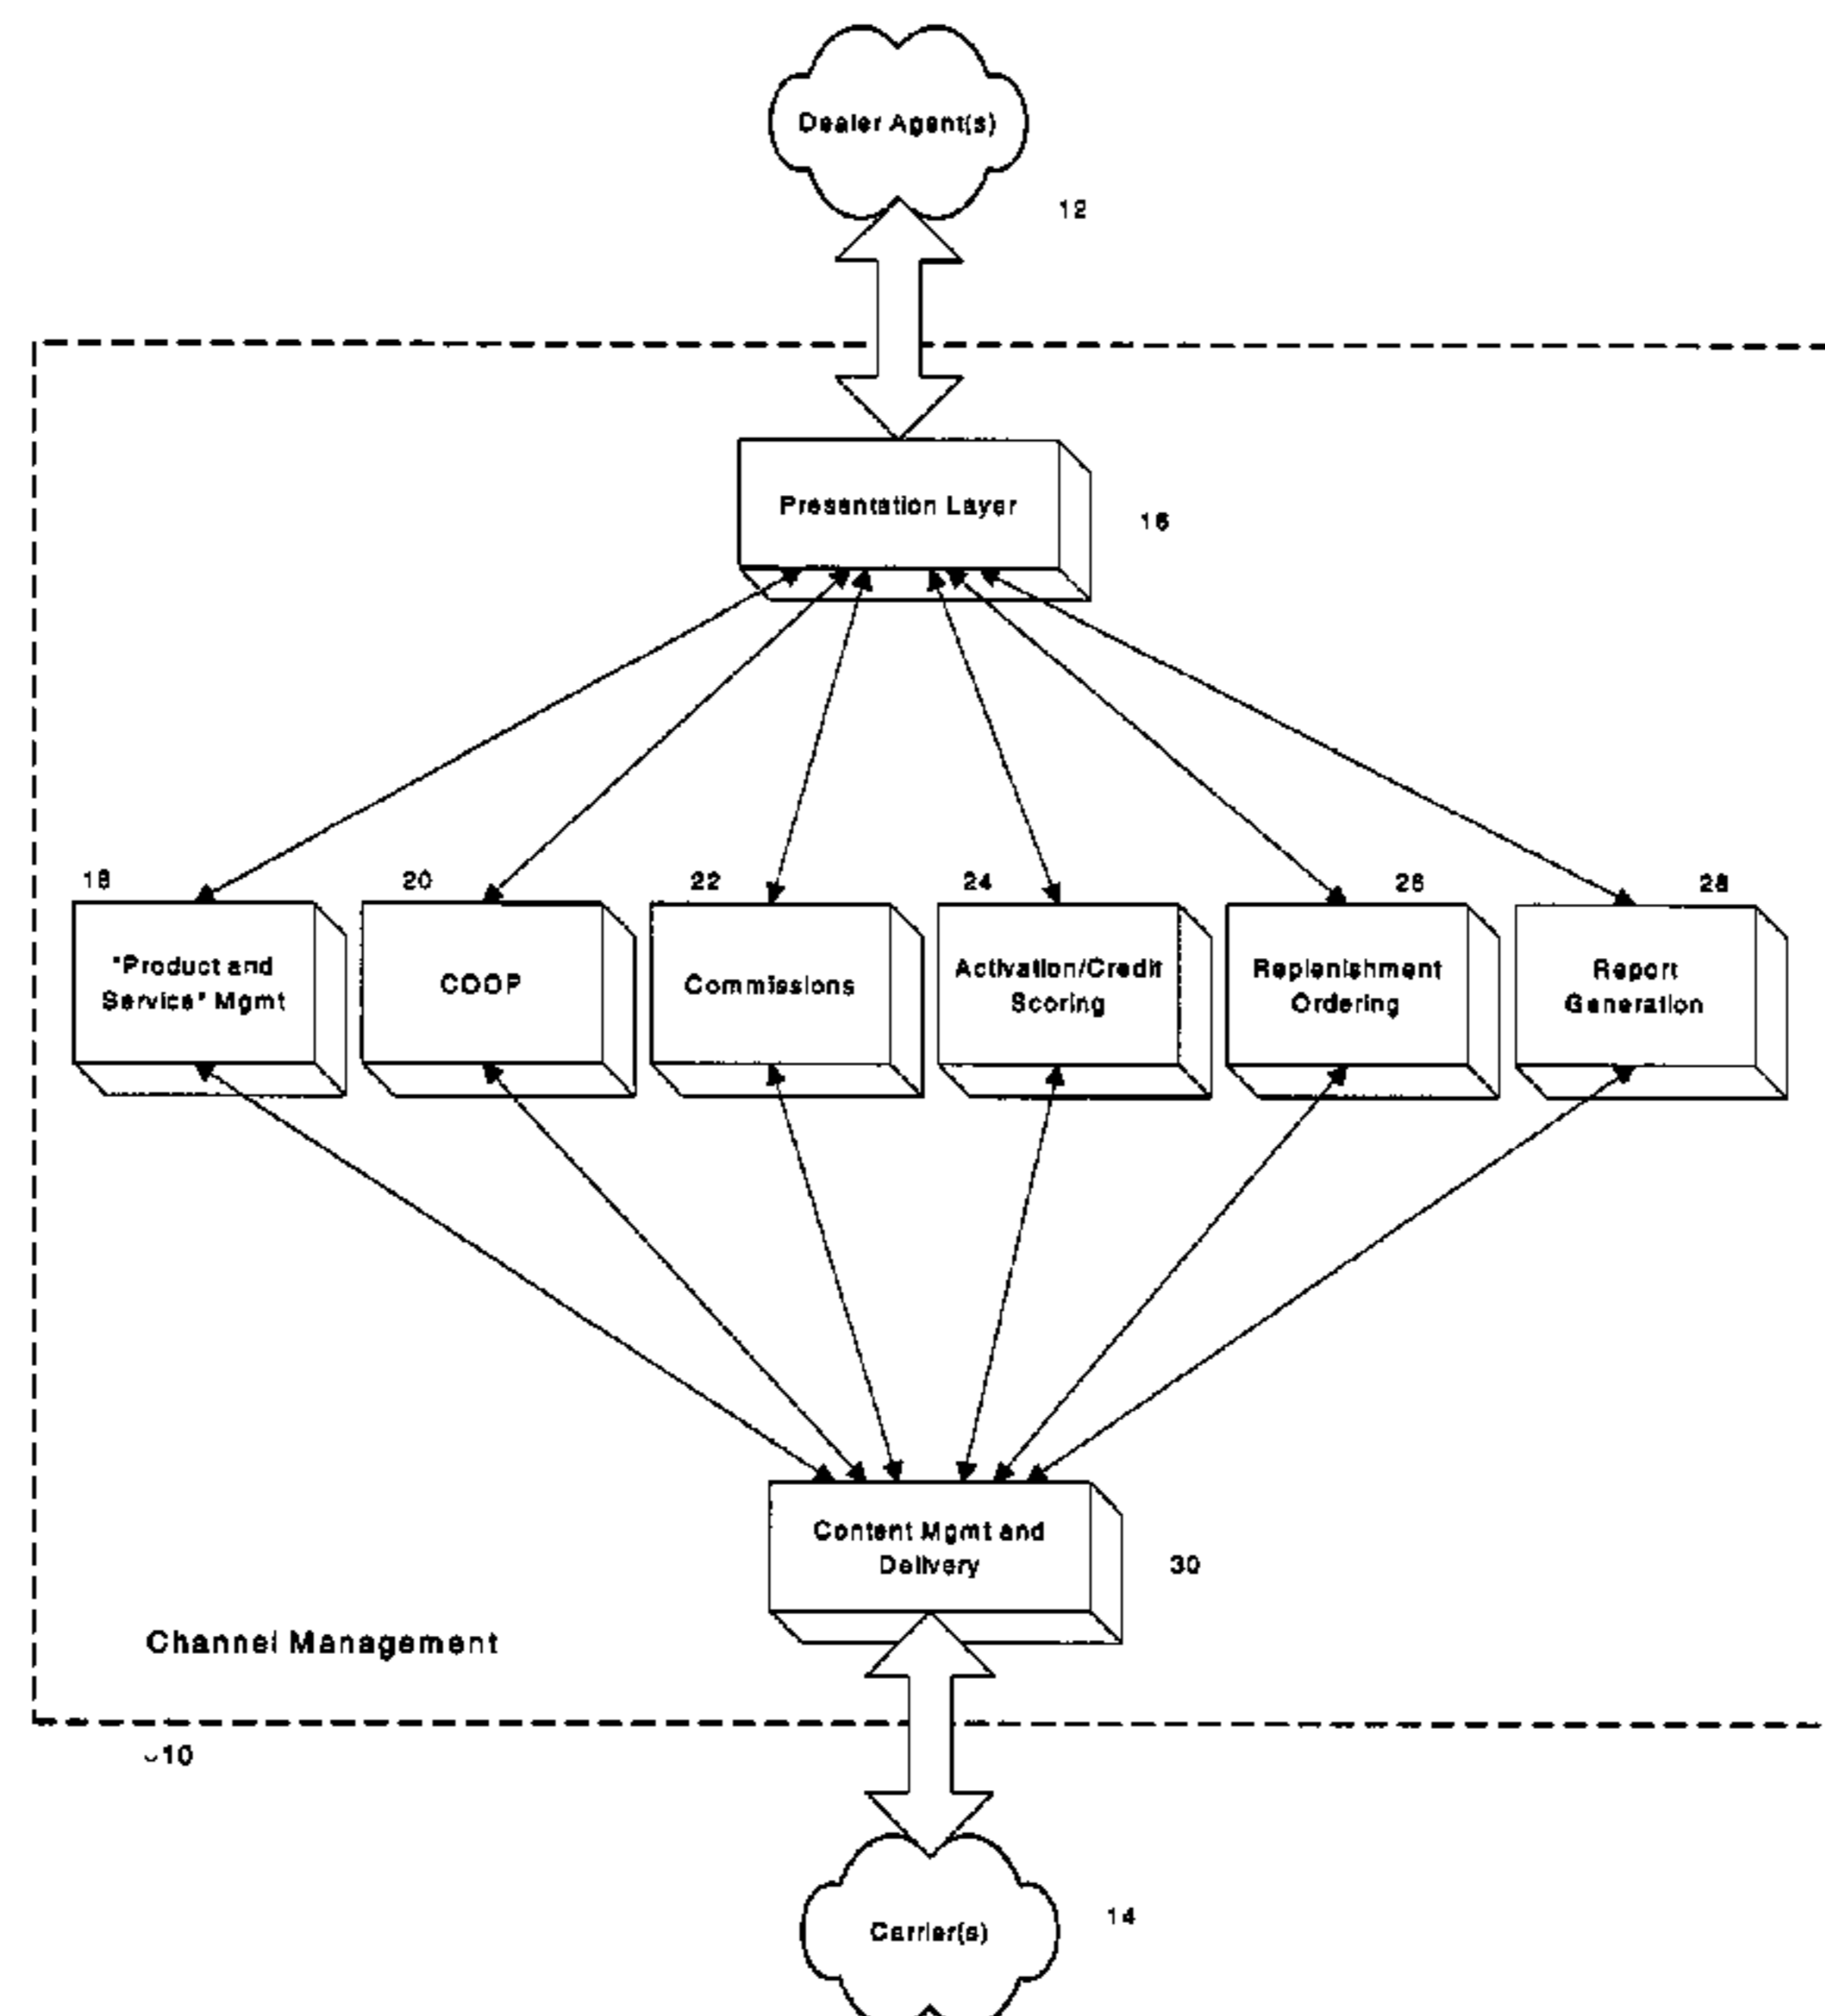 Dealer Agent(s)
12
Presentation Layer
16
18
20
22
24
26
28
"Product and
Service" Mgmt
COOP
Commissions
Activation/Credit
Scoring
Replenishment
Ordering
Report
Generation
Content Mgmt and
Delivery
30
Channel Management
10
Carrier(s)
14